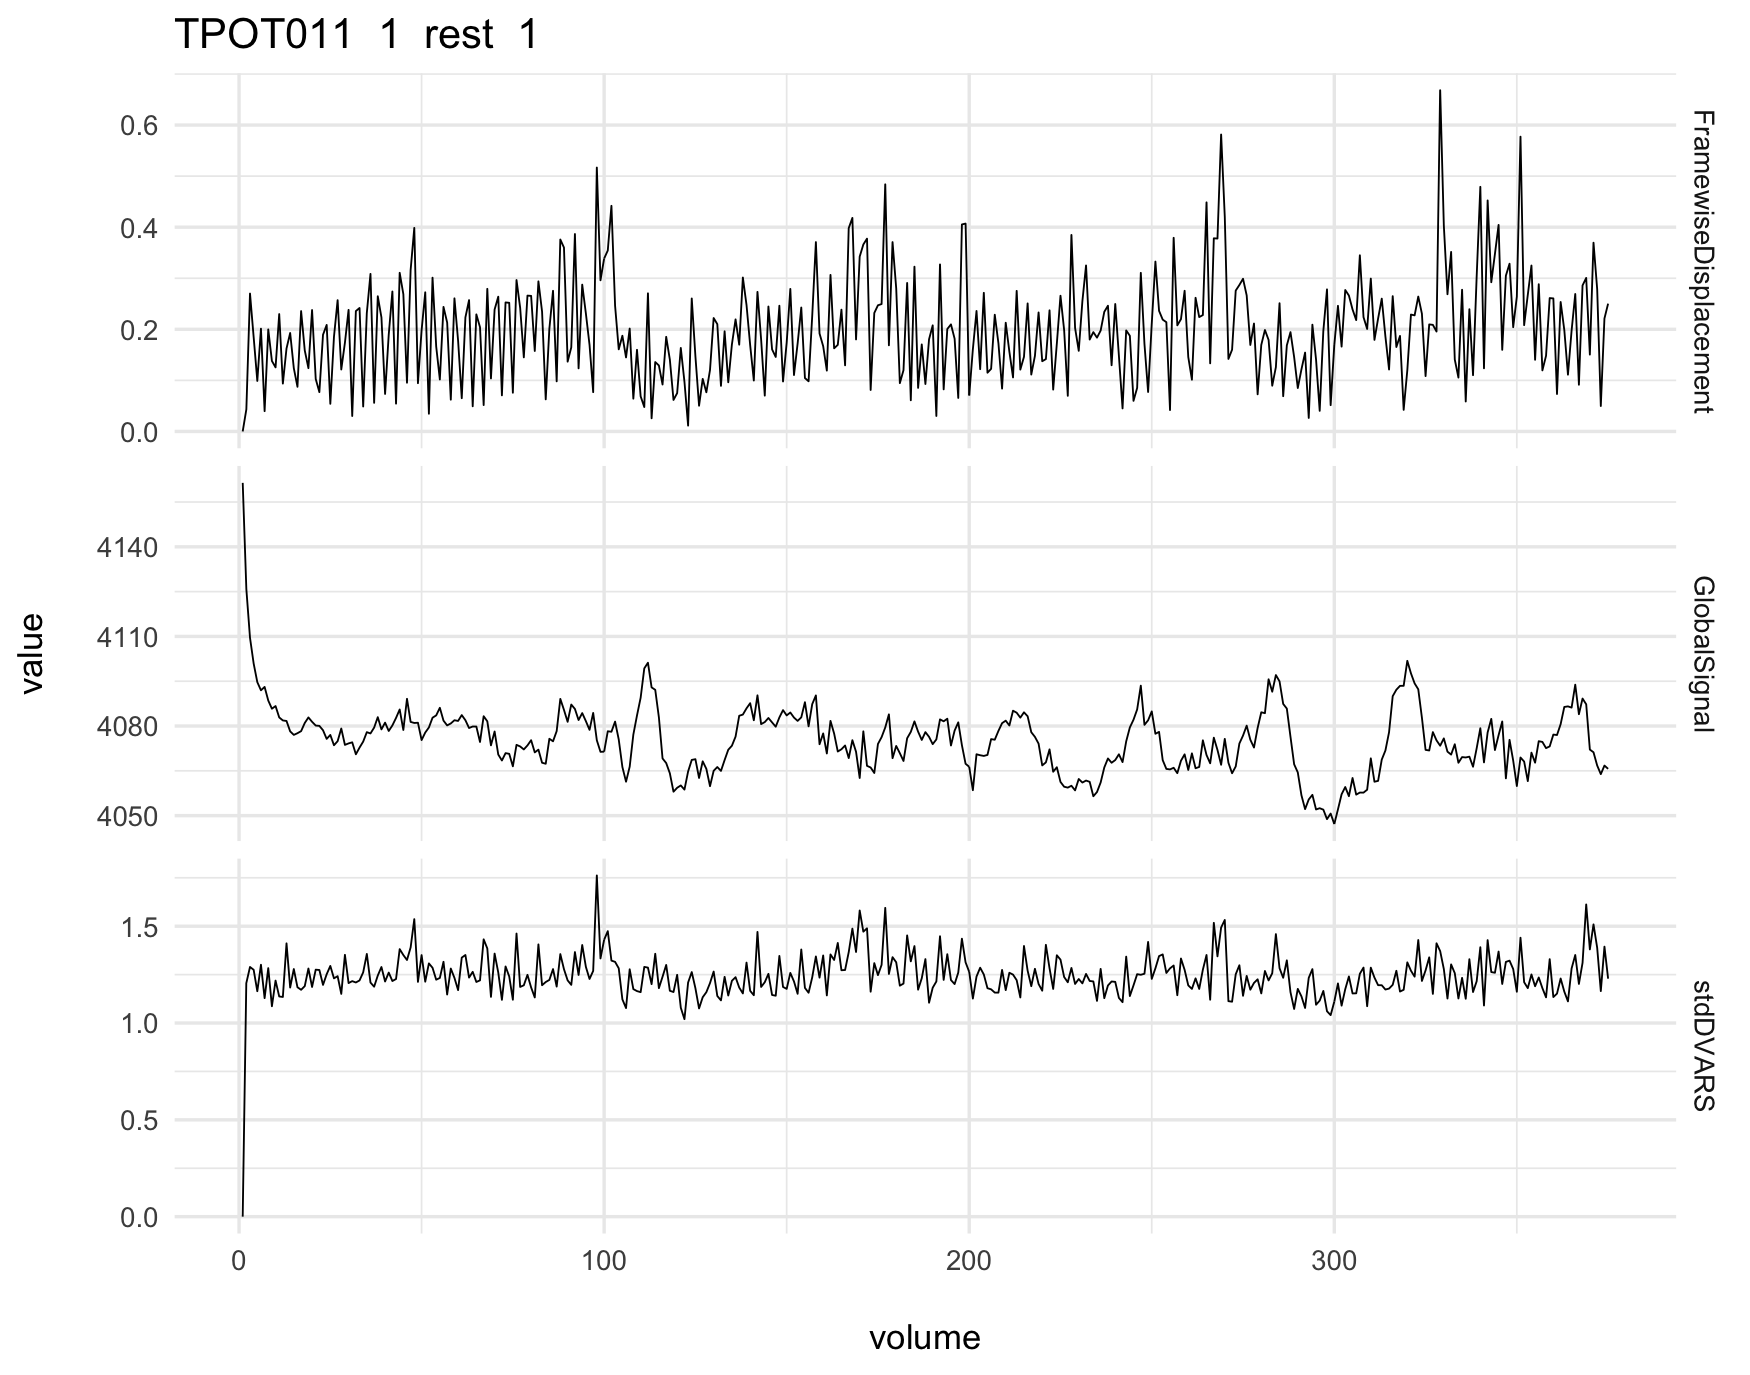 TPOT011 1 rest 1
0.6
0.4
0.2
0.0
FramewiseDisplacement
4140
4110
4080
4050
GlobalSignal
1.5
1.0
0.5
0.0
stdDVARS
value
0 100 200 300
volume